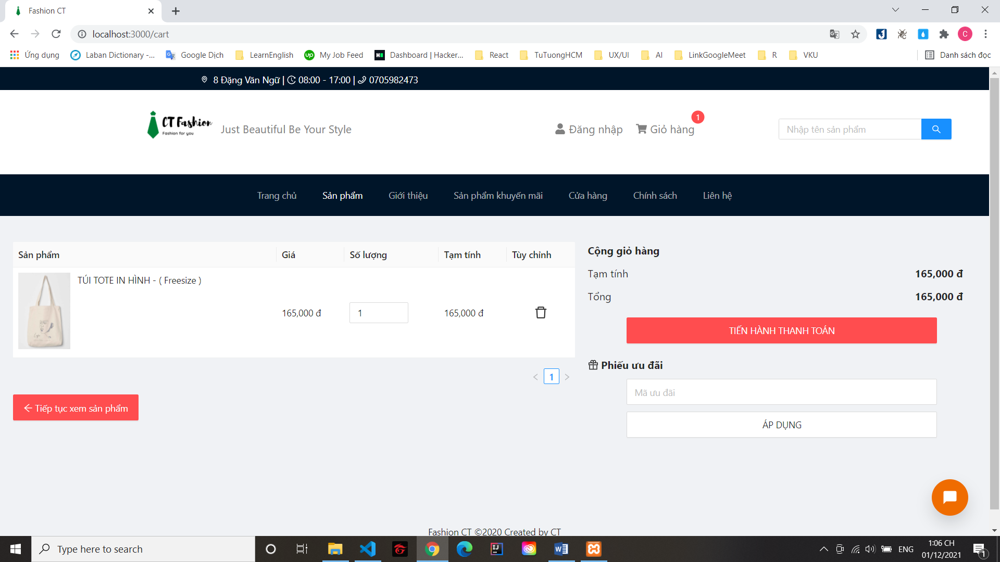 Fashion CT
localhost:3000/cart
C
Ứng dụng Laban Dictionary -... Google Dịch LearnEnglish My Job Feed Dashboard | Hacker... React TuTuongHCM UX/UI AI LinkGoogleMeet R VKU Danh sách đọc
8 Đặng Văn Ngữ | 08:00 - 17:00 | 0705982473
CT Fashion
Fashion for you
Just Beautiful Be Your Style
Đăng nhập Giỏ hàng 1
Nhập tên sản phẩm
Trang chủ Sản phẩm Giới thiệu Sản phẩm khuyến mãi Cửa hàng Chính sách Liên hệ
Sản phẩm Giá Số lượng Tạm tính Tùy chỉnh
TÚI TOTE IN HÌNH - ( Freesize )
165,000 đ 1 165,000 đ
1
Tiếp tục xem sản phẩm
Cộng giỏ hàng
Tạm tính 165,000 đ
Tổng 165,000 đ
TIẾN HÀNH THANH TOÁN
Phiếu ưu đãi
Mã ưu đãi
ÁP DỤNG
Fashion CT ©2020 Created by CT
Type here to search
ENG
1:06 CH
01/12/2021
1